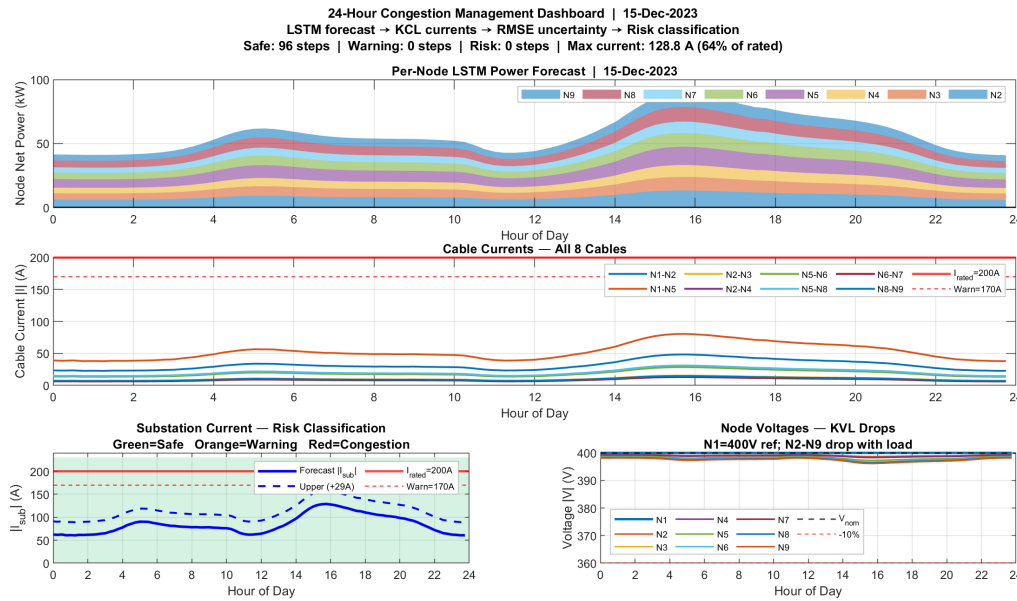 24-Hour Congestion Management Dashboard | 15-Dec-2023
LSTM forecast → KCL currents → RMSE uncertainty → Risk classification
Safe: 96 steps | Warning: 0 steps | Risk: 0 steps | Max current: 128.8 A (64% of rated)
Per-Node LSTM Power Forecast | 15-Dec-2023
Node Net Power (kW)
100
50
0
N9 N8 N7 N6 N5 N4 N3 N2
0 2 4 6 8 10 12 14 16 18 20 22 24
Hour of Day
Cable Currents — All 8 Cables
Cable Current |I| (A)
200
150
100
50
0
N1-N2 N2-N3 N5-N6 N6-N7 I_rated=200A
N1-N5 N2-N4 N5-N8 N8-N9 Warn=170A
0 2 4 6 8 10 12 14 16 18 20 22 24
Hour of Day
Substation Current — Risk Classification
Green=Safe Orange=Warning Red=Congestion
|I_sub| (A)
200
150
100
50
0
Forecast |I_sub| I_rated=200A
Upper (+29A) Warn=170A
0 2 4 6 8 10 12 14 16 18 20 22 24
Hour of Day
Node Voltages — KVL Drops
N1=400V ref; N2-N9 drop with load
Voltage |V| (V)
400
390
380
370
360
N1 N4 N7 V_nom
N2 N5 N8 -10%
N3 N6 N9
0 2 4 6 8 10 12 14 16 18 20 22 24
Hour of Day